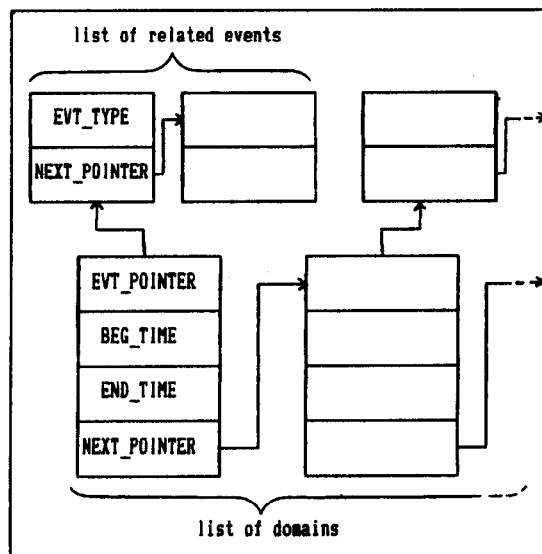 list of related events
EVT_TYPE
NEXT_POINTER
EVT_POINTER
BEG_TIME
END_TIME
NEXT_POINTER
list of domains